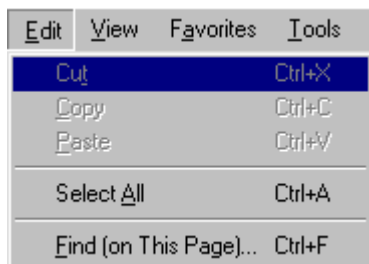 Edit View Favorites Tools
Cut Ctrl+X
Copy Ctrl+C
Paste Ctrl+V
Select All Ctrl+A
Find (on This Page)... Ctrl+F